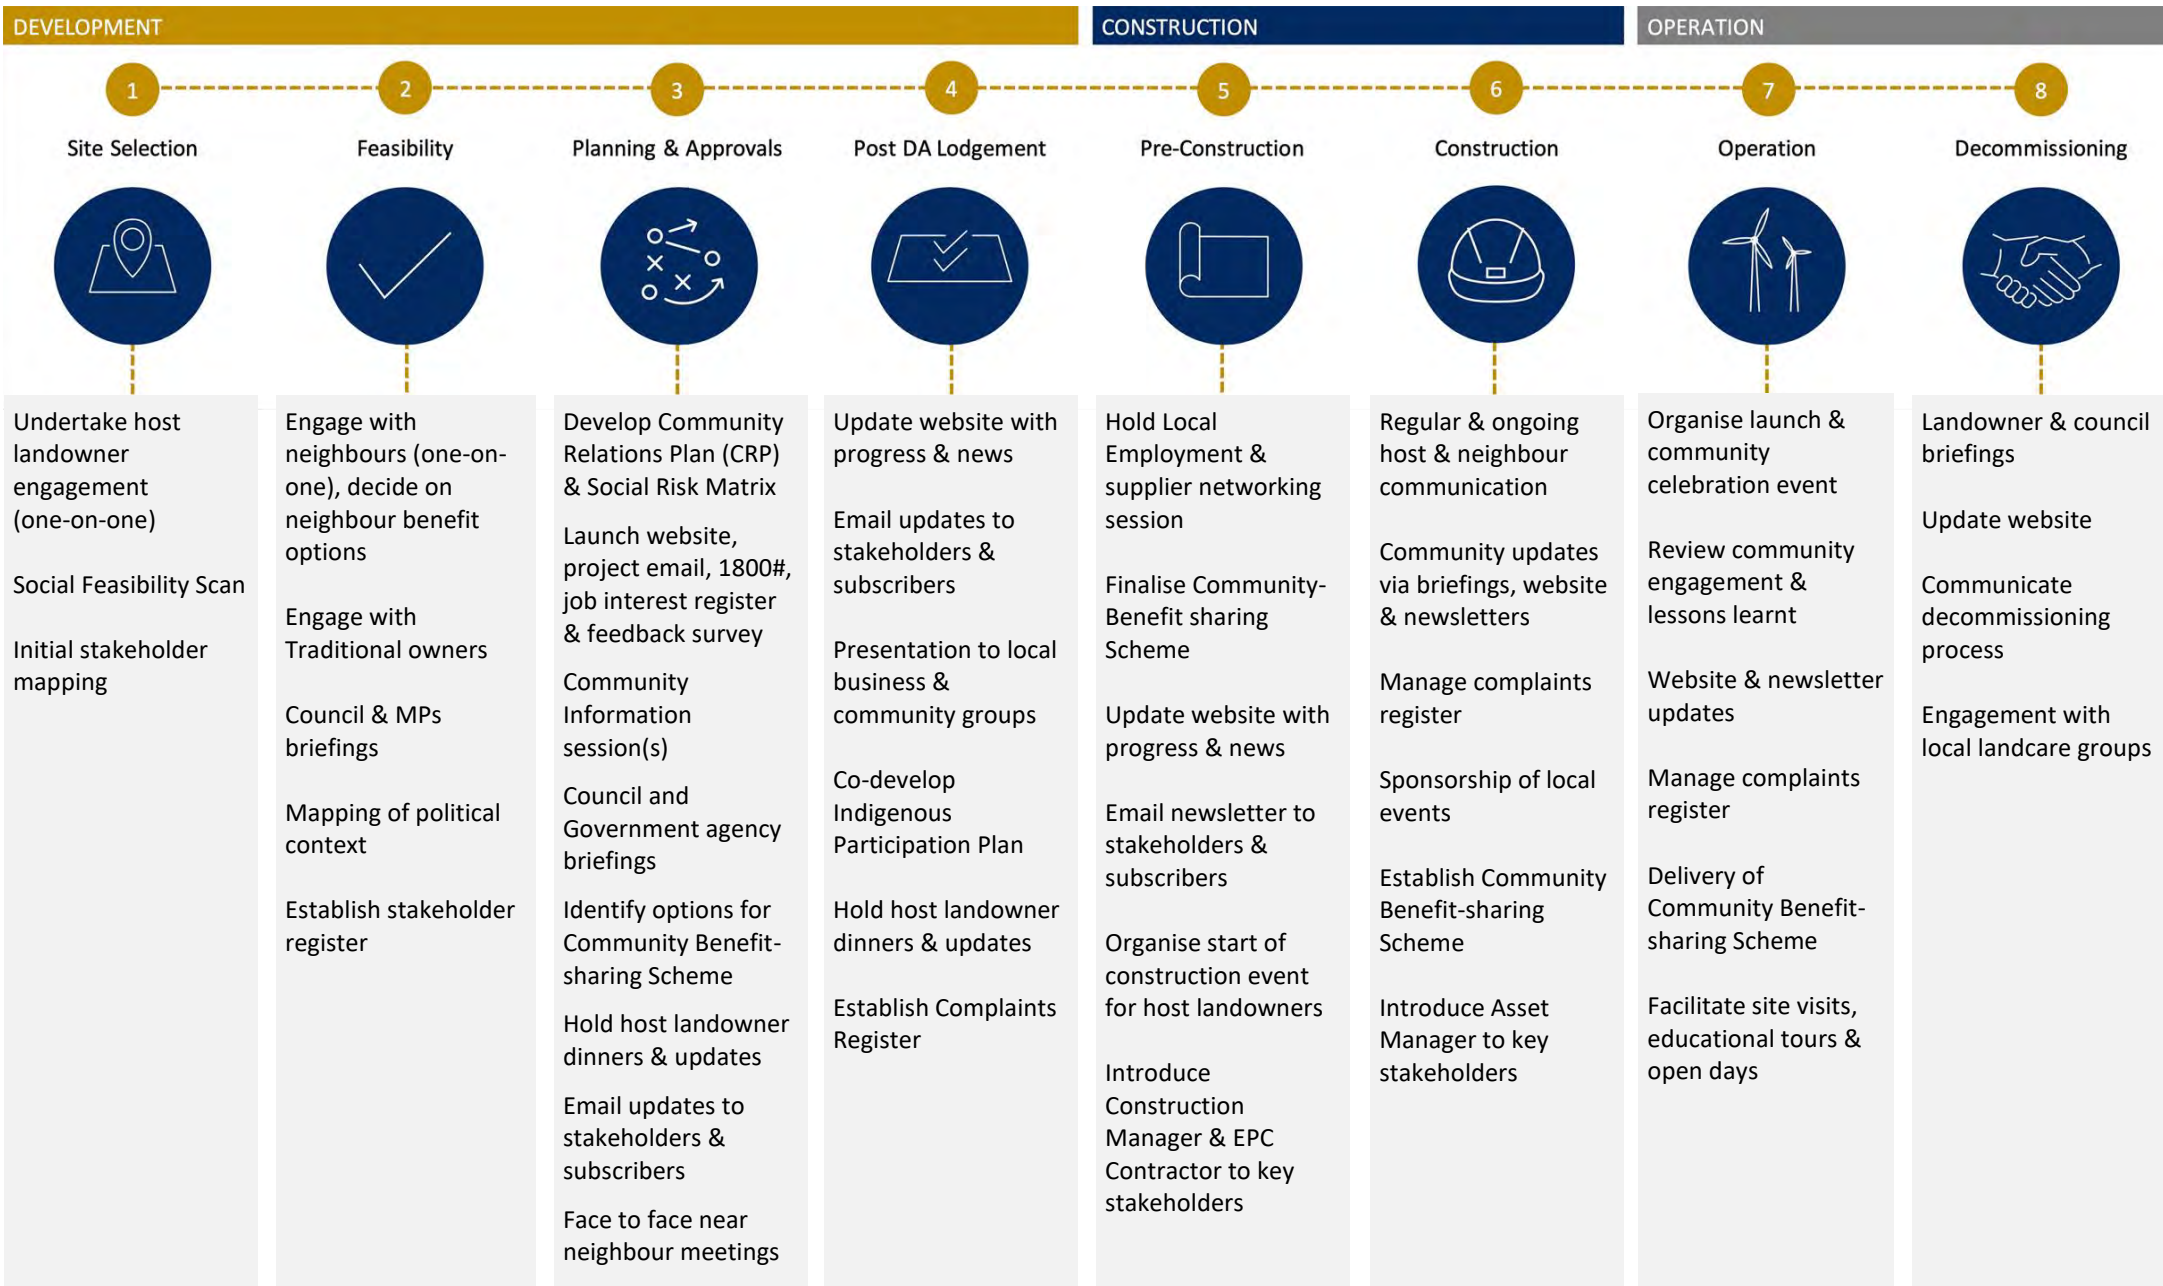 DEVELOPMENT
CONSTRUCTION
OPERATION
1
2
3
4
5
6
7
8
Site Selection
Feasibility
Planning & Approvals
Post DA Lodgement
Pre-Construction
Construction
Operation
Decommissioning
Undertake host
landowner
engagement
(one-on-one)
Social Feasibility Scan
Initial stakeholder
mapping
Engage with
neighbours (one-on-
one), decide on
neighbour benefit
options
Engage with
Traditional owners
Council & MPs
briefings
Mapping of political
context
Establish stakeholder
register
Develop Community
Relations Plan (CRP)
& Social Risk Matrix
Launch website,
project email, 1800#,
job interest register
& feedback survey
Community
Information
session(s)
Council and
Government agency
briefings
Identify options for
Community Benefit-
sharing Scheme
Hold host landowner
dinners & updates
Email updates to
stakeholders &
subscribers
Face to face near
neighbour meetings
Update website with
progress & news
Email updates to
stakeholders &
subscribers
Presentation to local
business &
community groups
Co-develop
Indigenous
Participation Plan
Hold host landowner
dinners & updates
Establish Complaints
Register
Hold Local
Employment &
supplier networking
session
Finalise Community-
Benefit sharing
Scheme
Update website with
progress & news
Email newsletter to
stakeholders &
subscribers
Organise start of
construction event
for host landowners
Introduce
Construction
Manager & EPC
Contractor to key
stakeholders
Regular & ongoing
host & neighbour
communication
Community updates
via briefings, website
& newsletters
Manage complaints
register
Sponsorship of local
events
Establish Community
Benefit-sharing
Scheme
Introduce Asset
Manager to key
stakeholders
Organise launch &
community
celebration event
Review community
engagement &
lessons learnt
Website & newsletter
updates
Manage complaints
register
Delivery of
Community Benefit-
sharing Scheme
Facilitate site visits,
educational tours &
open days
Landowner & council
briefings
Update website
Communicate
decommissioning
process
Engagement with
local landcare groups